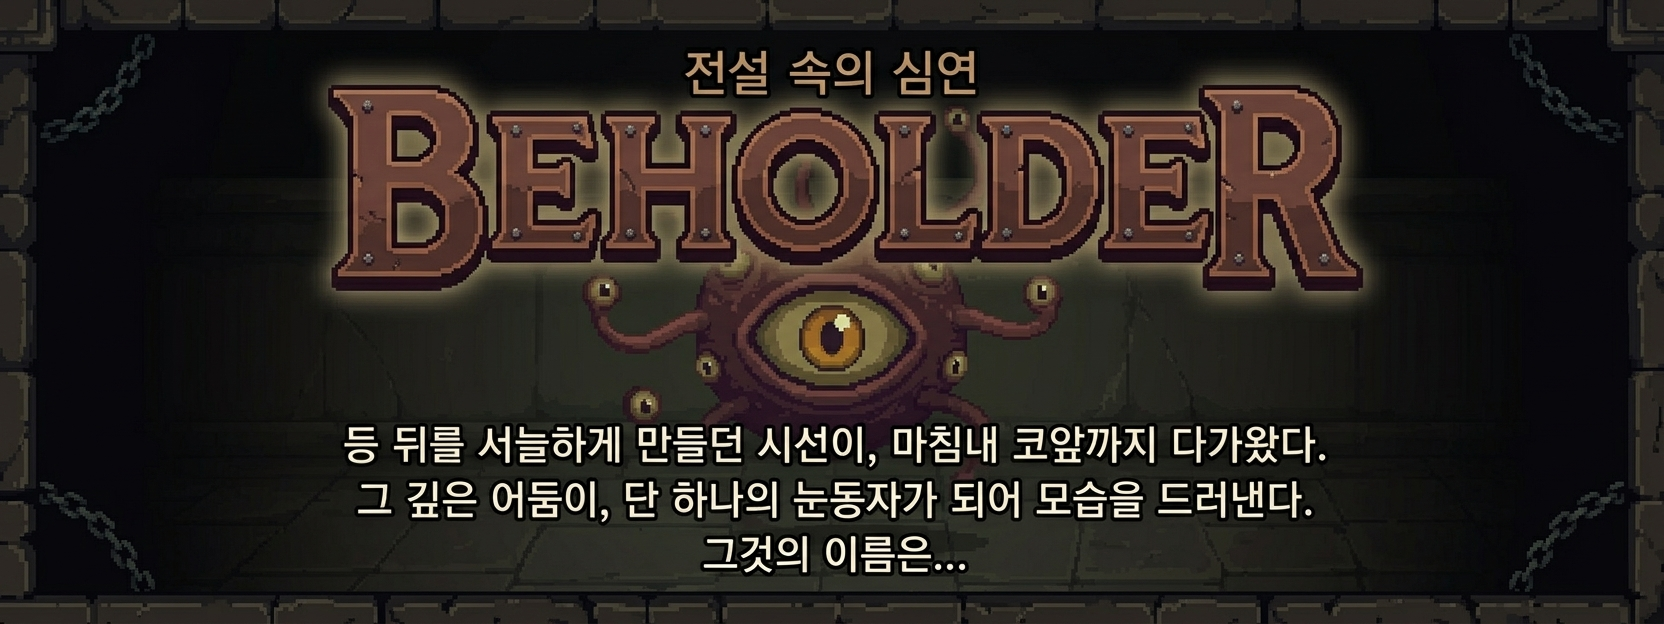 전설 속의 심연
BEHOLDER
등 뒤를 서늘하게 만들던 시선이, 마침내 코앞까지 다가왔다.
그 깊은 어둠이, 단 하나의 눈동자가 되어 모습을 드러낸다.
그것의 이름은...